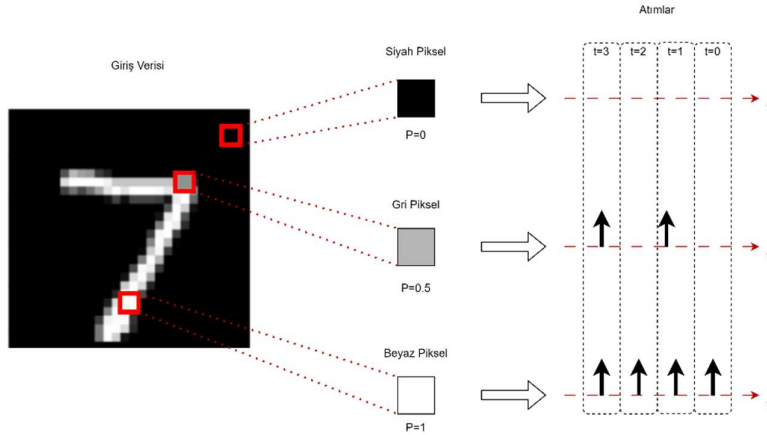 Atımlar
Siyah Piksel
Giriş Verisi
t=3 t=2 t=1 t=0
P=0
Gri Piksel
P=0.5
Beyaz Piksel
P=1